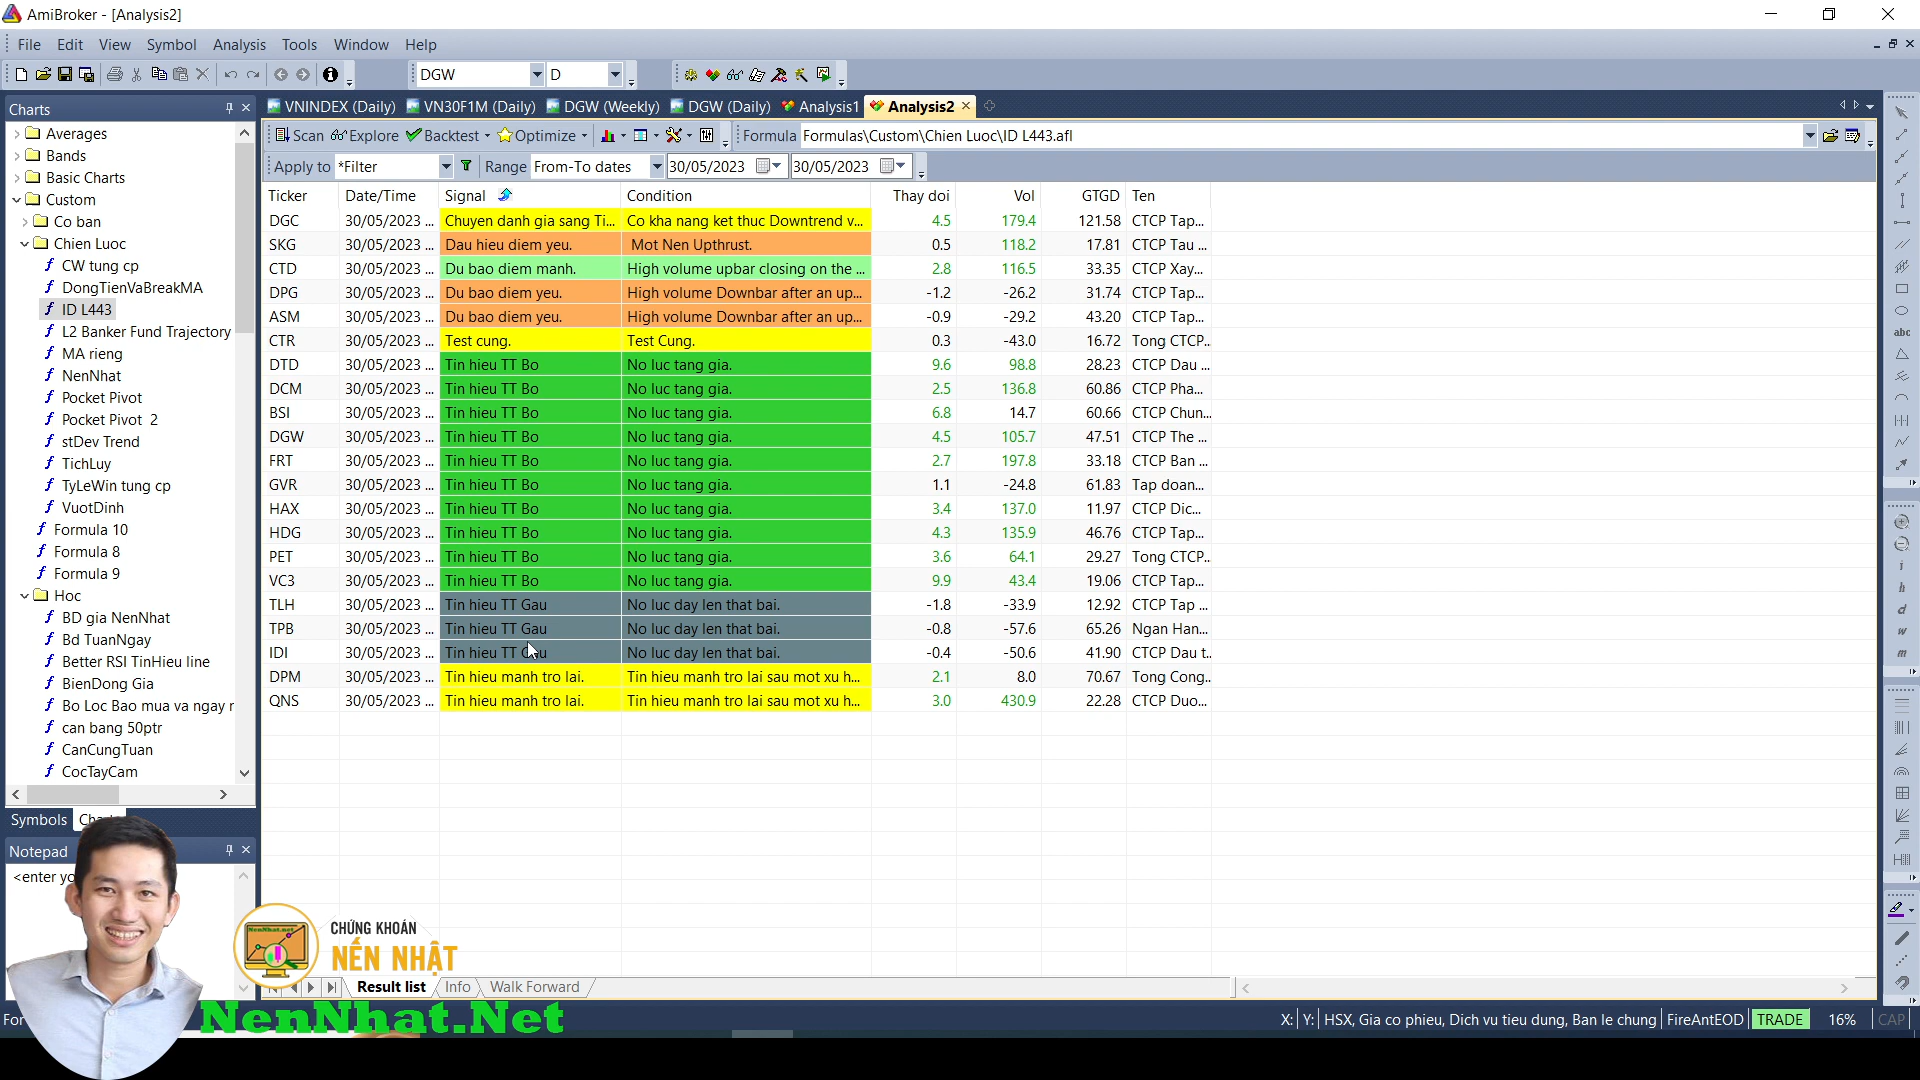 AmiBroker - [Analysis2]
File Edit View Symbol Analysis Tools Window Help
DGW D
Charts
VNINDEX (Daily) VN30F1M (Daily) DGW (Weekly) DGW (Daily) Analysis1 Analysis2
Scan Explore Backtest Optimize Formula Formulas\Custom\Chien Luoc\ID L443.afl
Apply to *Filter Range From-To dates 30/05/2023 30/05/2023
Averages
Bands
Basic Charts
Custom
Co ban
Chien Luoc
CW tung cp
DongTienVaBreakMA
ID L443
L2 Banker Fund Trajectory
MA rieng
NenNhat
Pocket Pivot
Pocket Pivot 2
stDev Trend
TichLuy
TyLeWin tung cp
VuotDinh
Formula 10
Formula 8
Formula 9
Hoc
BD gia NenNhat
Bd TuanNgay
Better RSI TinHieu line
BienDong Gia
Bo Loc Bao mua va ngay r
can bang 50ptr
CanCungTuan
CocTayCam
Symbols
Notepad
<enter yo
Ticker Date/Time Signal Condition Thay doi Vol GTGD Ten
DGC 30/05/2023 ... Chuyen danh gia sang Ti... Co kha nang ket thuc Downtrend v... 4.5 179.4 121.58 CTCP Tap...
SKG 30/05/2023 ... Dau hieu diem yeu. Mot Nen Upthrust. 0.5 118.2 17.81 CTCP Tau ...
CTD 30/05/2023 ... Du bao diem manh. High volume upbar closing on the ... 2.8 116.5 33.35 CTCP Xay...
DPG 30/05/2023 ... Du bao diem yeu. High volume Downbar after an up... -1.2 -26.2 31.74 CTCP Tap...
ASM 30/05/2023 ... Du bao diem yeu. High volume Downbar after an up... -0.9 -29.2 43.20 CTCP Tap...
CTR 30/05/2023 ... Test cung. Test Cung. 0.3 -43.0 16.72 Tong CTCP..
DTD 30/05/2023 ... Tin hieu TT Bo No luc tang gia. 9.6 98.8 28.23 CTCP Dau ...
DCM 30/05/2023 ... Tin hieu TT Bo No luc tang gia. 2.5 136.8 60.86 CTCP Pha...
BSI 30/05/2023 ... Tin hieu TT Bo No luc tang gia. 6.8 14.7 60.66 CTCP Chun...
DGW 30/05/2023 ... Tin hieu TT Bo No luc tang gia. 4.5 105.7 47.51 CTCP The ...
FRT 30/05/2023 ... Tin hieu TT Bo No luc tang gia. 2.7 197.8 33.18 CTCP Ban ...
GVR 30/05/2023 ... Tin hieu TT Bo No luc tang gia. 1.1 -24.8 61.83 Tap doan...
HAX 30/05/2023 ... Tin hieu TT Bo No luc tang gia. 3.4 137.0 11.97 CTCP Dic...
HDG 30/05/2023 ... Tin hieu TT Bo No luc tang gia. 4.3 135.9 46.76 CTCP Tap...
PET 30/05/2023 ... Tin hieu TT Bo No luc tang gia. 3.6 64.1 29.27 Tong CTCP..
VC3 30/05/2023 ... Tin hieu TT Bo No luc tang gia. 9.9 43.4 19.06 CTCP Tap...
TLH 30/05/2023 ... Tin hieu TT Gau No luc day len that bai. -1.8 -33.9 12.92 CTCP Tap ...
TPB 30/05/2023 ... Tin hieu TT Gau No luc day len that bai. -0.8 -57.6 65.26 Ngan Han...
IDI 30/05/2023 ... Tin hieu TT Gau No luc day len that bai. -0.4 -50.6 41.90 CTCP Dau t..
DPM 30/05/2023 ... Tin hieu manh tro lai. Tin hieu manh tro lai sau mot xu h... 2.1 8.0 70.67 Tong Cong..
QNS 30/05/2023 ... Tin hieu manh tro lai. Tin hieu manh tro lai sau mot xu h... 3.0 430.9 22.28 CTCP Duo...
abc
i
h
d
w
m
NenNhat.net
CHỨNG KHOÁN
NẾN NHẬT
Result list Info Walk Forward
NenNhat.Net
For
X: Y: HSX, Gia co phieu, Dich vu tieu dung, Ban le chung FireAntEOD TRADE 16% CAP